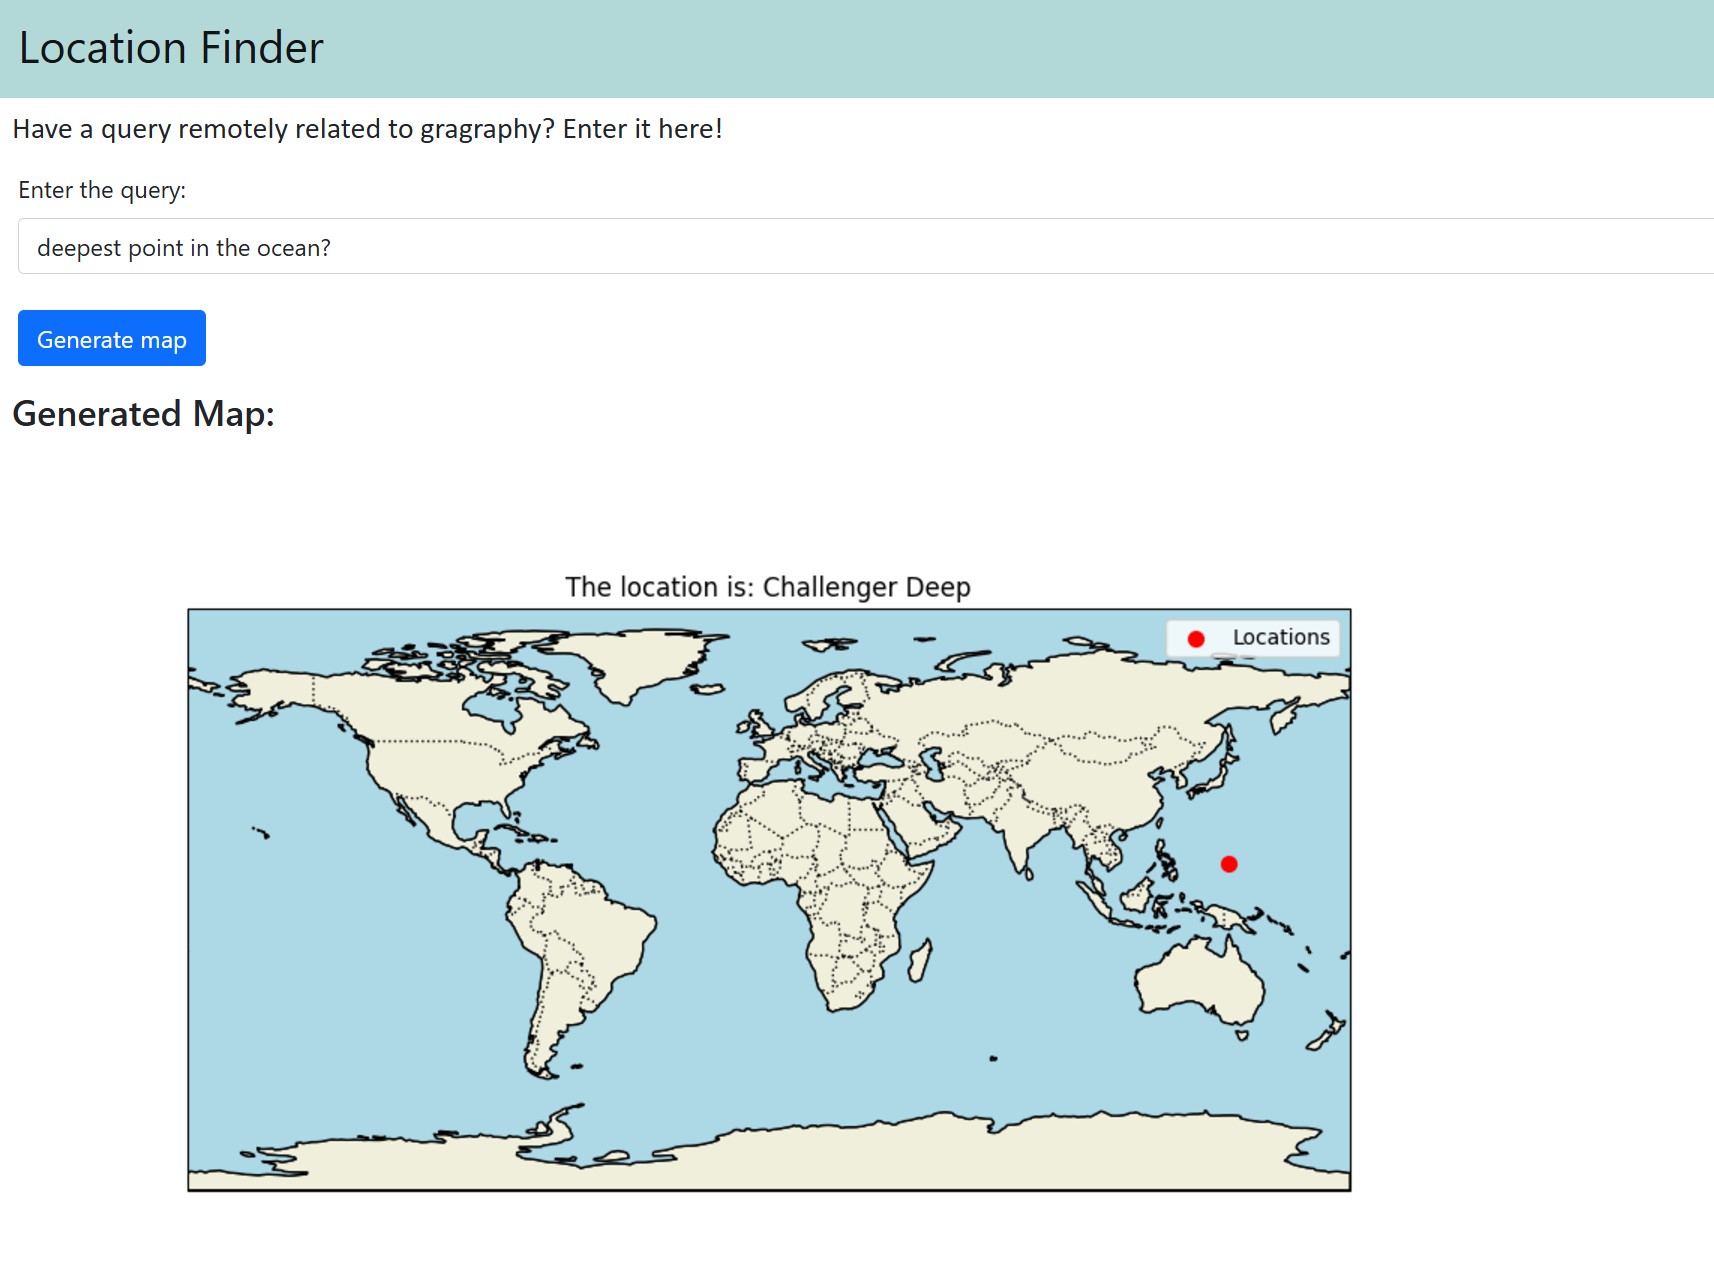 Location Finder
Have a query remotely related to gragraphy? Enter it here!
Enter the query:
deepest point in the ocean?
Generate map
Generated Map:
The location is: Challenger Deep
Locations